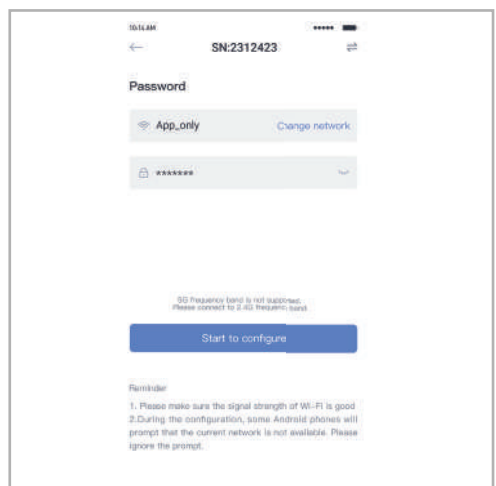 10:14 AM
SN:2312423
Password
App_only
Change network
*******
5G frequency band is not supported.
Please connect to 2.4G frequency band.
Start to configure
Reminder
1. Please make sure the signal strength of Wi-Fi is good
2.During the configuration, some Android phones will
prompt that the current network is not available. Please
ignore the prompt.